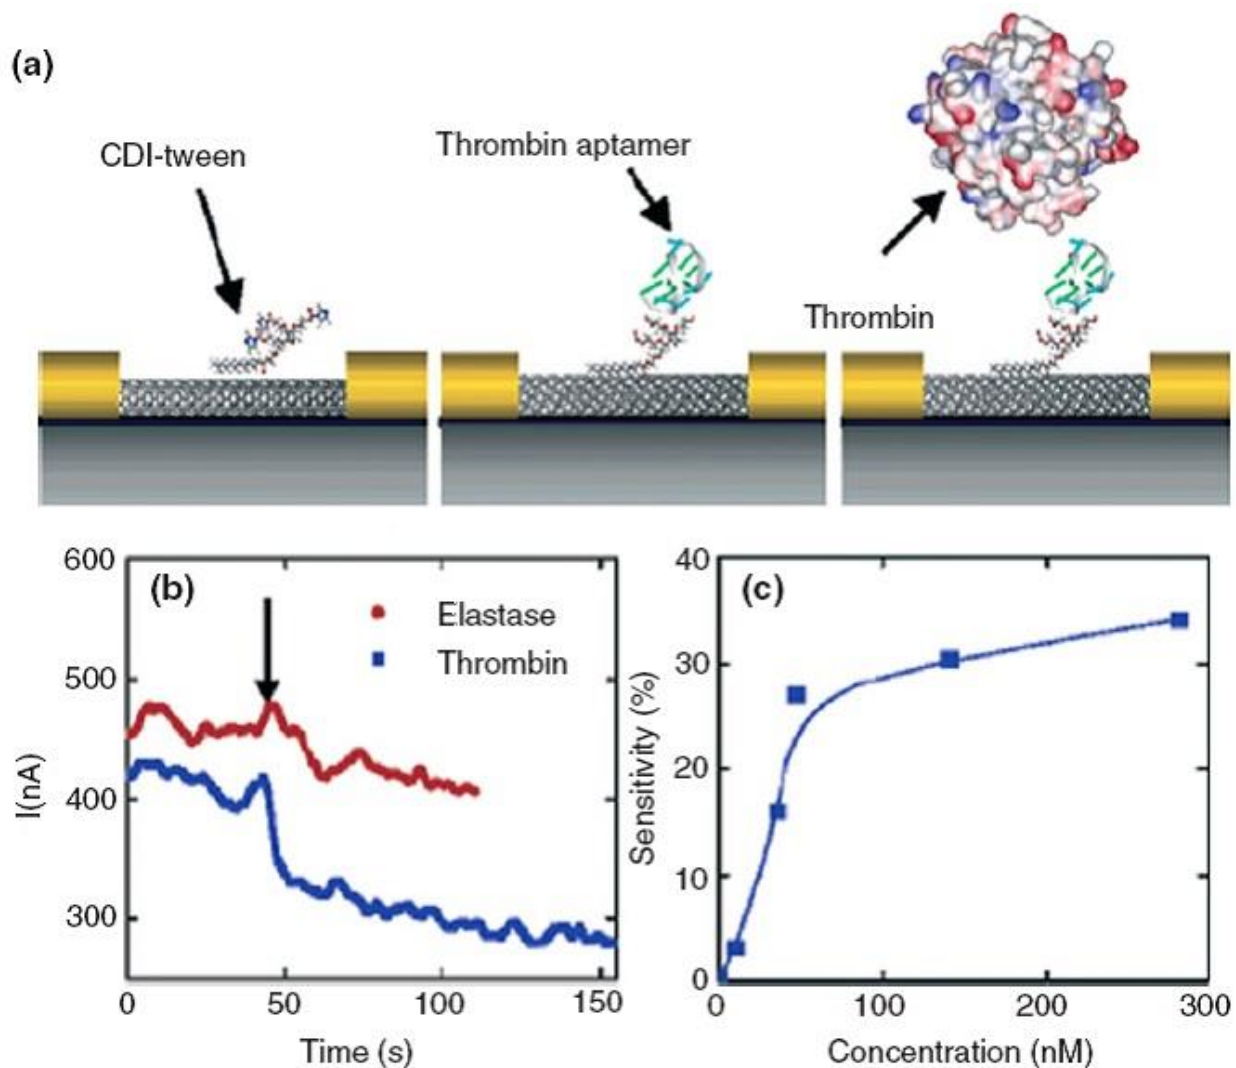 (a)
CDI-tween
Thrombin aptamer
Thrombin
(b)
Elastase
Thrombin
600
500
400
300
I(nA)
0
50
100
150
Time (s)
(c)
40
30
20
10
0
Sensitivity (%)
0
100
200
300
Concentration (nM)